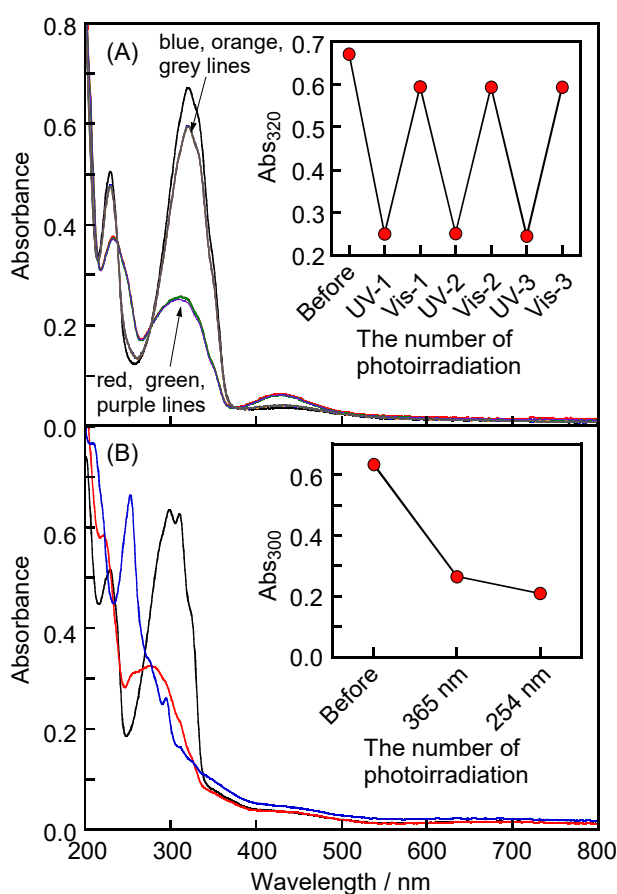 (A)
blue, orange,
grey lines
red, green,
purple lines
Absorbance
0.8
0.6
0.4
0.2
0.0
Abs320
0.7
0.6
0.5
0.4
0.3
0.2
Before
UV-1
Vis-1
UV-2
Vis-2
UV-3
Vis-3
The number of
photoirradiation
(B)
Absorbance
0.6
0.4
0.2
0.0
200 300 400 500 600 700 800
Wavelength / nm
Abs300
0.6
0.4
0.2
0.0
Before
365 nm
254 nm
The number of
photoirradiation